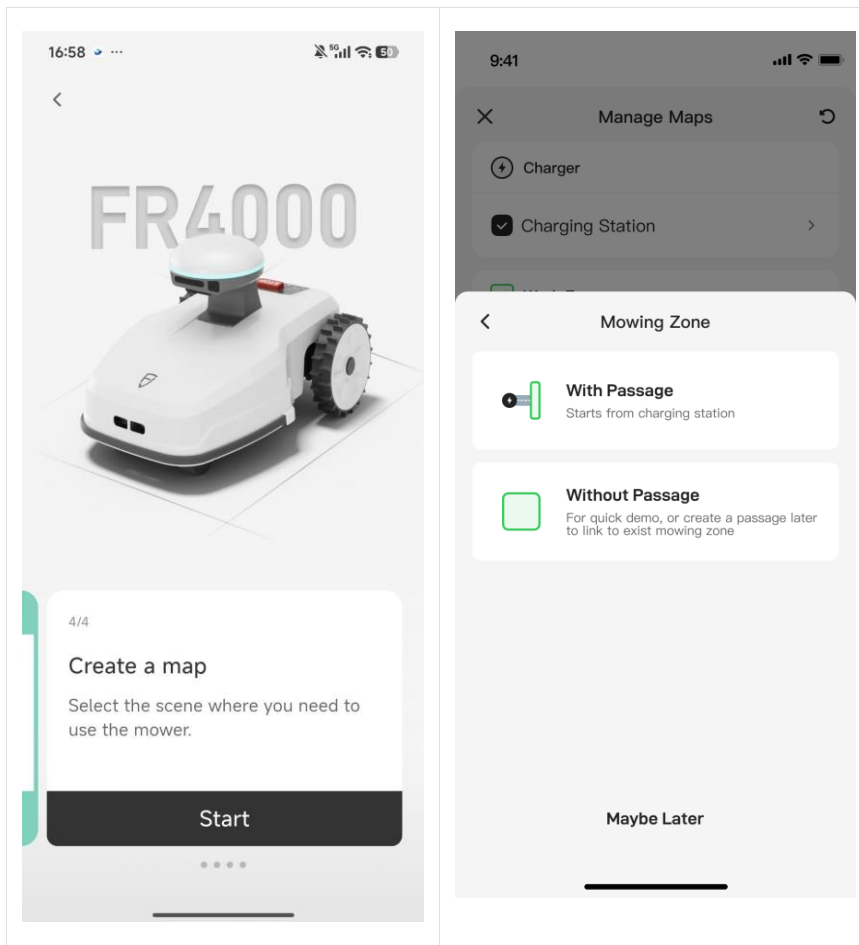 16:58
5G
50
FR4000
4/4
Create a map
Select the scene where you need to
use the mower.
Start
9:41
Manage Maps
Charger
Charging Station
Mowing Zone
With Passage
Starts from charging station
Without Passage
For quick demo, or create a passage later
to link to exist mowing zone
Maybe Later